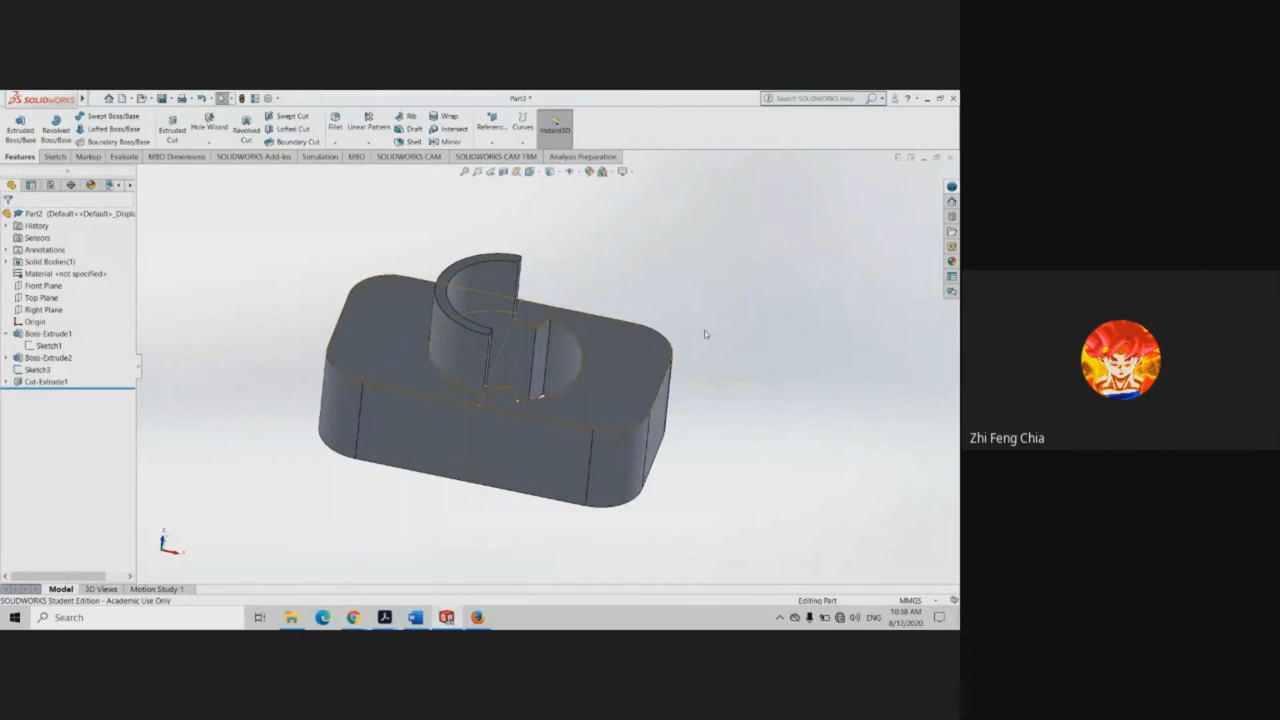 SOLIDWORKS
Part2 *
Search SOLIDWORKS Help
Extruded Boss/Base
Revolved Boss/Base
Swept Boss/Base
Lofted Boss/Base
Boundary Boss/Base
Extruded Cut
Hole Wizard
Revolved Cut
Swept Cut
Lofted Cut
Boundary Cut
Fillet
Linear Pattern
Rib
Draft
Shell
Wrap
Intersect
Mirror
Referenc...
Curves
Instant3D
Features Sketch Markup Evaluate MBD Dimensions SOLIDWORKS Add-Ins Simulation MBD SOLIDWORKS CAM SOLIDWORKS CAM TBM Analysis Preparation
Part2 (Default<<Default>_Displa
History
Sensors
Annotations
Solid Bodies(1)
Material <not specified>
Front Plane
Top Plane
Right Plane
Origin
Boss-Extrude1
Sketch1
Boss-Extrude2
Sketch3
Cut-Extrude1
Zhi Feng Chia
Model 3D Views Motion Study 1
SOLIDWORKS Student Edition - Academic Use Only
Editing Part
MMGS
Search
ENG
10:38 AM
8/12/2020